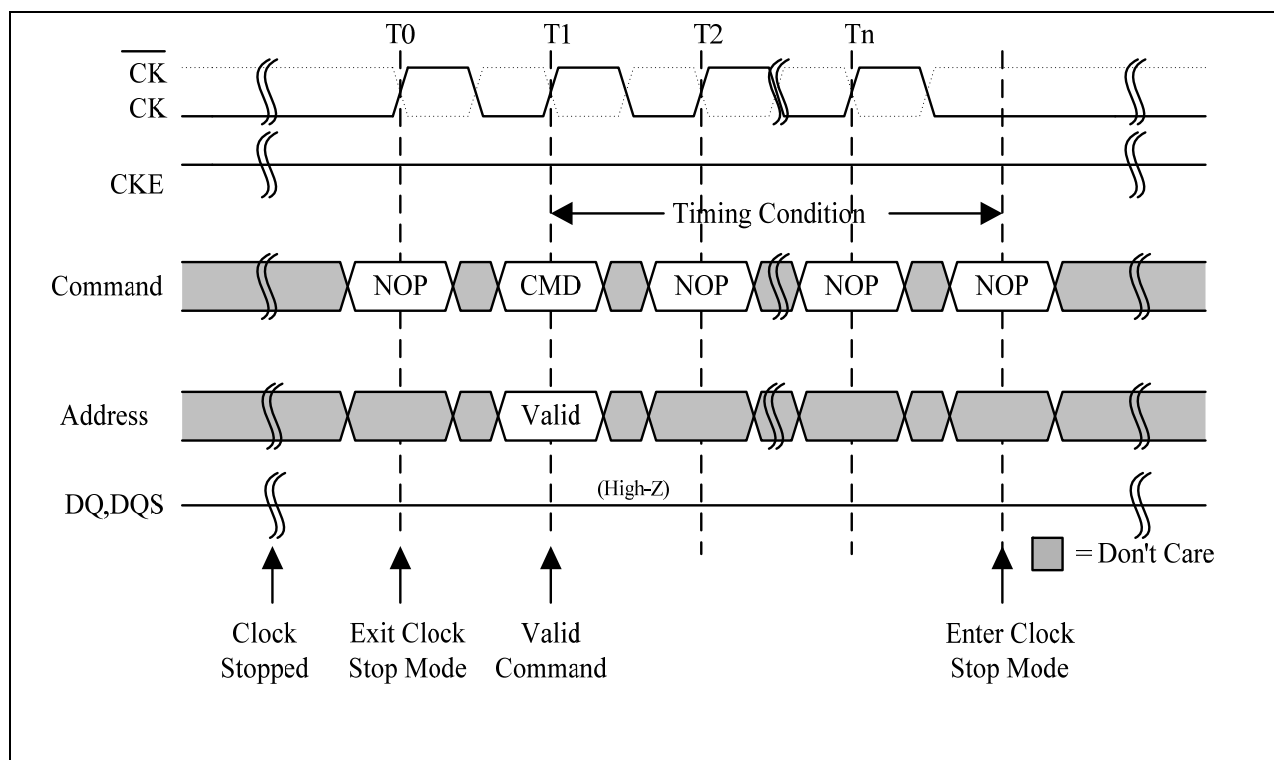 T0 T1 T2 Tn
CK
CK
CKE
Timing Condition
Command NOP CMD NOP NOP NOP
Address Valid
(High-Z)
DQ,DQS
= Don't Care
Clock Stopped
Exit Clock Stop Mode
Valid Command
Enter Clock Stop Mode